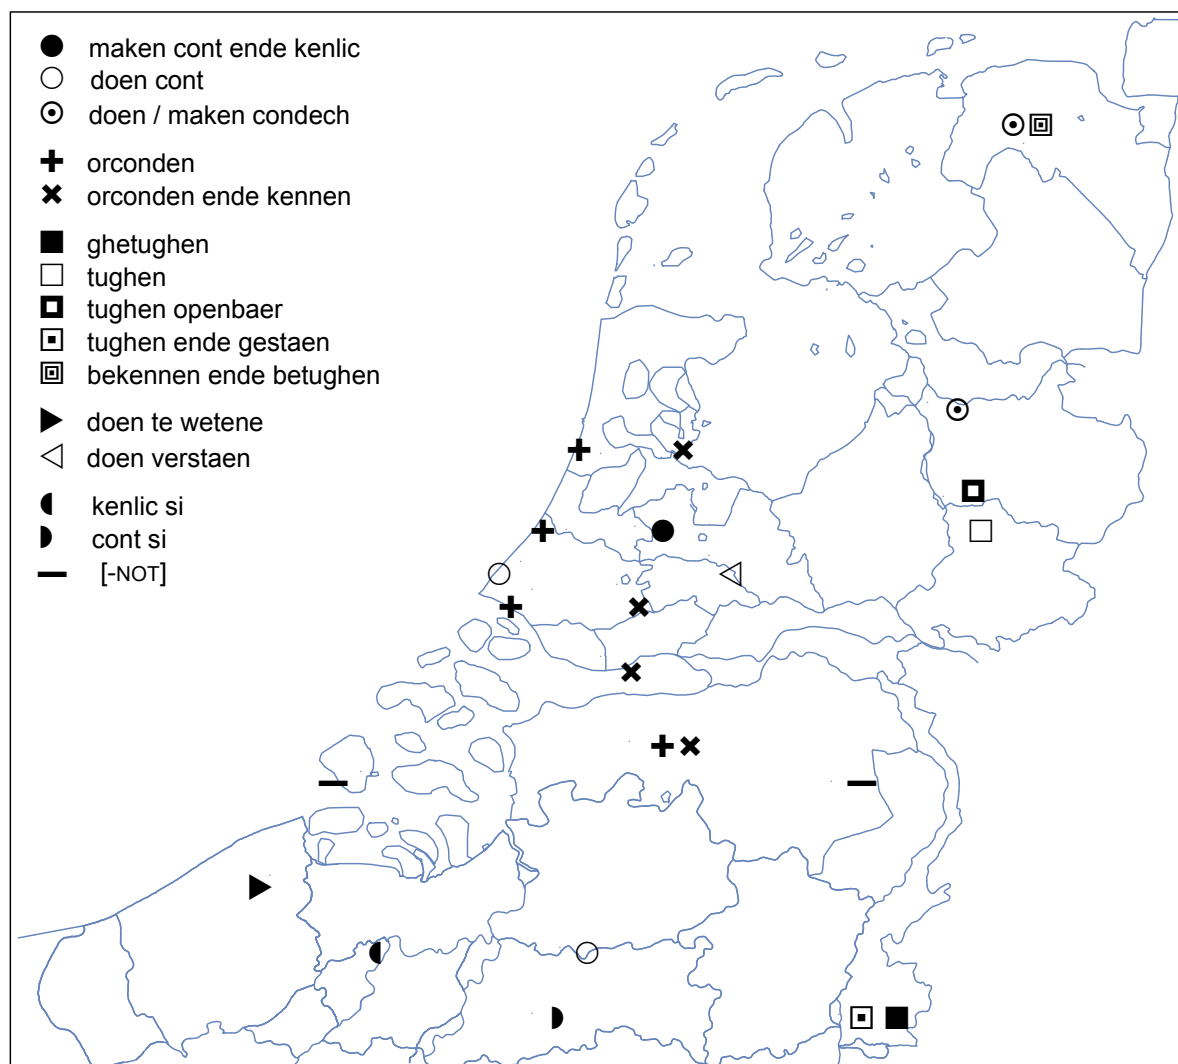 maken cont ende kenlic
doen cont
doen / maken condech
orconden
orconden ende kennen
ghetughen
tughen
tughen openbaer
tughen ende gestaen
bekennen ende betughen
doen te wetene
doen verstaen
kenlic si
cont si
[-NOT]